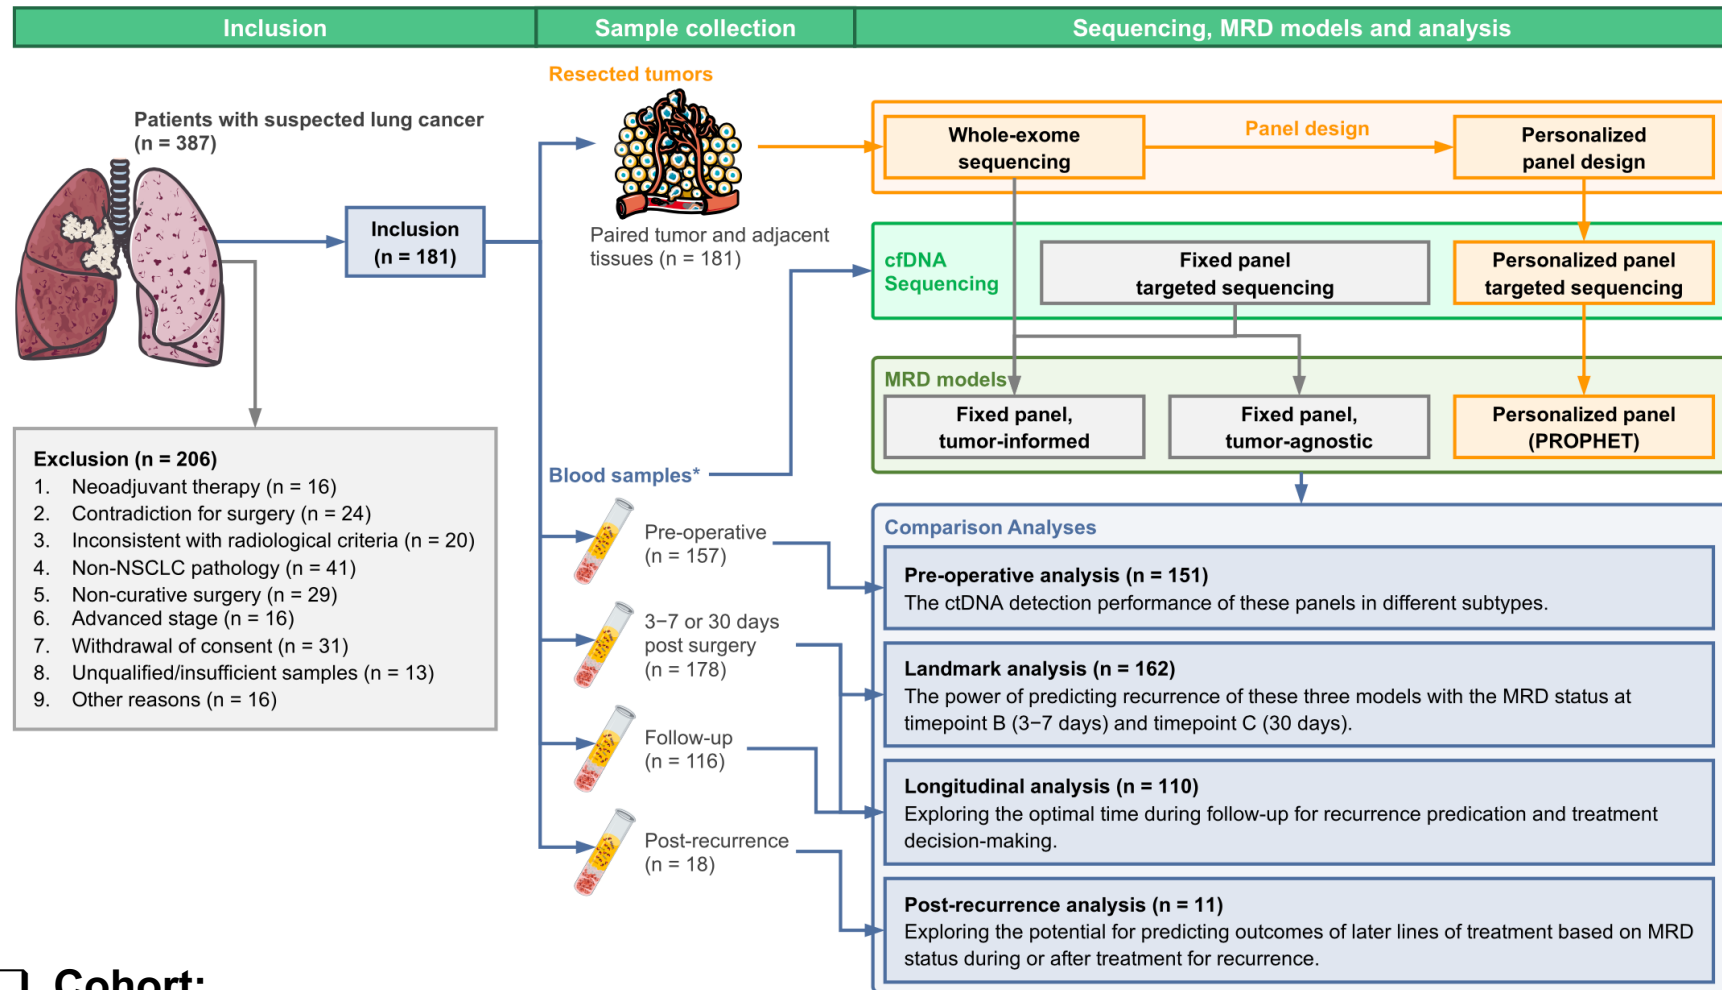 Inclusion
Sample collection
Sequencing, MRD models and analysis
Patients with suspected lung cancer
(n = 387)
Inclusion
(n = 181)
Exclusion (n = 206)
1. Neoadjuvant therapy (n = 16)
2. Contradiction for surgery (n = 24)
3. Inconsistent with radiological criteria (n = 20)
4. Non-NSCLC pathology (n = 41)
5. Non-curative surgery (n = 29)
6. Advanced stage (n = 16)
7. Withdrawal of consent (n = 31)
8. Unqualified/insufficient samples (n = 13)
9. Other reasons (n = 16)
Resected tumors
Paired tumor and adjacent
tissues (n = 181)
Blood samples*
Pre-operative
(n = 157)
3−7 or 30 days
post surgery
(n = 178)
Follow-up
(n = 116)
Post-recurrence
(n = 18)
Whole-exome
sequencing
Panel design
Personalized
panel design
cfDNA
Sequencing
Fixed panel
targeted sequencing
Personalized panel
targeted sequencing
MRD models
Fixed panel,
tumor-informed
Fixed panel,
tumor-agnostic
Personalized panel
(PROPHET)
Comparison Analyses
Pre-operative analysis (n = 151)
The ctDNA detection performance of these panels in different subtypes.
Landmark analysis (n = 162)
The power of predicting recurrence of these three models with the MRD status at
timepoint B (3−7 days) and timepoint C (30 days).
Longitudinal analysis (n = 110)
Exploring the optimal time during follow-up for recurrence predication and treatment
decision-making.
Post-recurrence analysis (n = 11)
Exploring the potential for predicting outcomes of later lines of treatment based on MRD
status during or after treatment for recurrence.
Cohort: